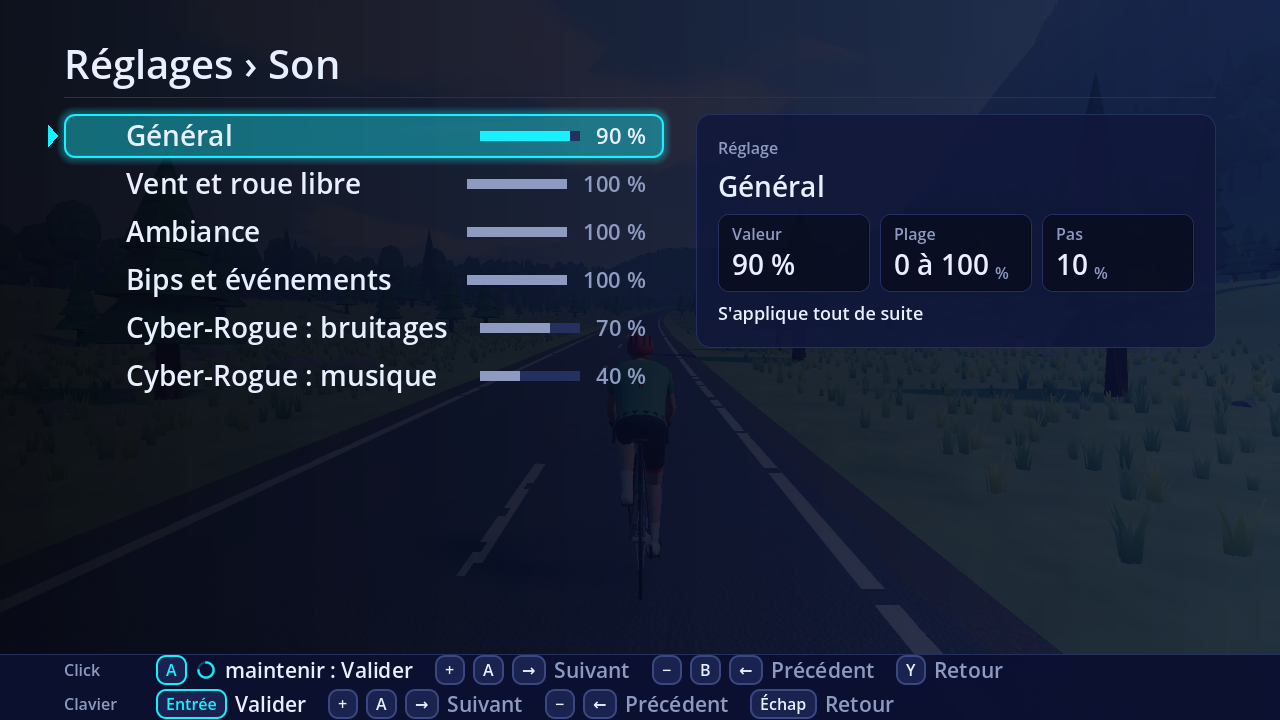 Réglages › Son
Général 90 %
Vent et roue libre 100 %
Ambiance 100 %
Bips et événements 100 %
Cyber-Rogue : bruitages 70 %
Cyber-Rogue : musique 40 %
Réglage
Général
Valeur Plage Pas
90 % 0 à 100 % 10 %
S'applique tout de suite
Click A maintenir : Valider + A → Suivant − B ← Précédent Y Retour
Clavier Entrée Valider + A → Suivant − ← Précédent Échap Retour